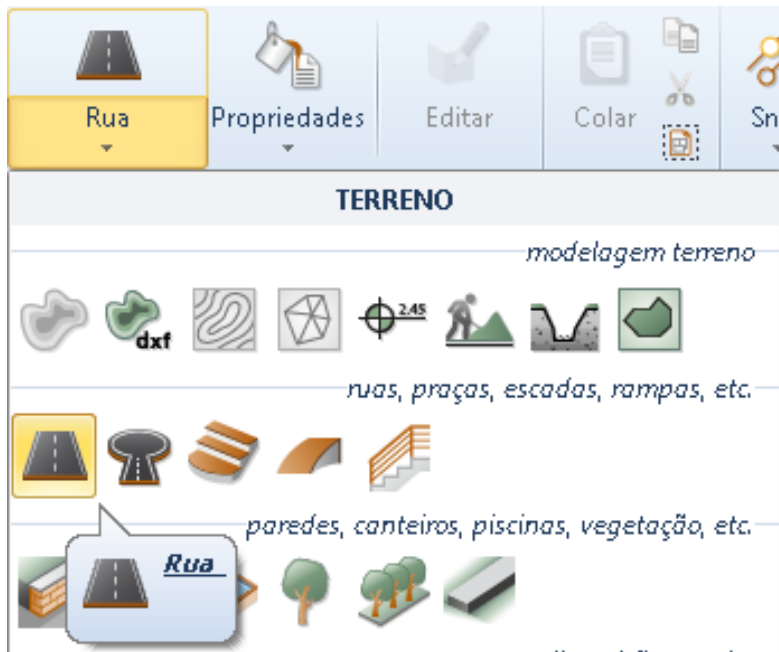 Rua
Propriedades
Editar
Colar
Sn
TERRENO
modelagem terreno
2.45
dxf
ruas, praças, escadas, rampas, etc.
paredes, canteiros, piscinas, vegetação, etc.
Rua